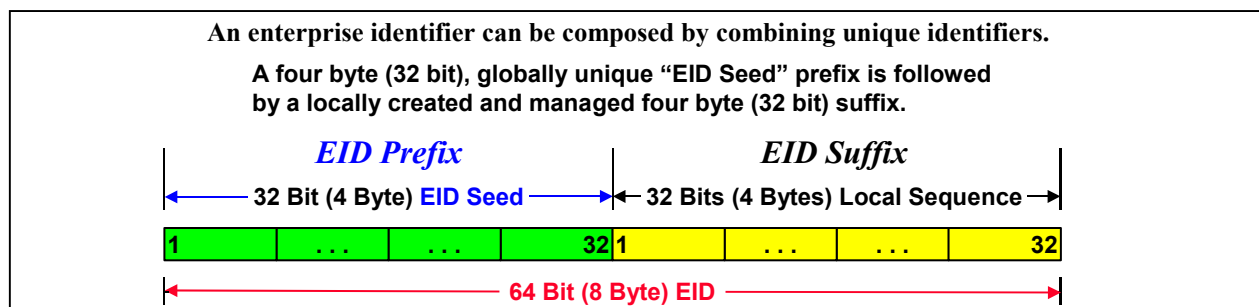 An enterprise identifier can be composed by combining unique identifiers.
A four byte (32 bit), globally unique “EID Seed” prefix is followed
by a locally created and managed four byte (32 bit) suffix.
EID Prefix EID Suffix
32 Bit (4 Byte) EID Seed 32 Bits (4 Bytes) Local Sequence
1 . . . . . . 32 1 . . . . . . 32
64 Bit (8 Byte) EID